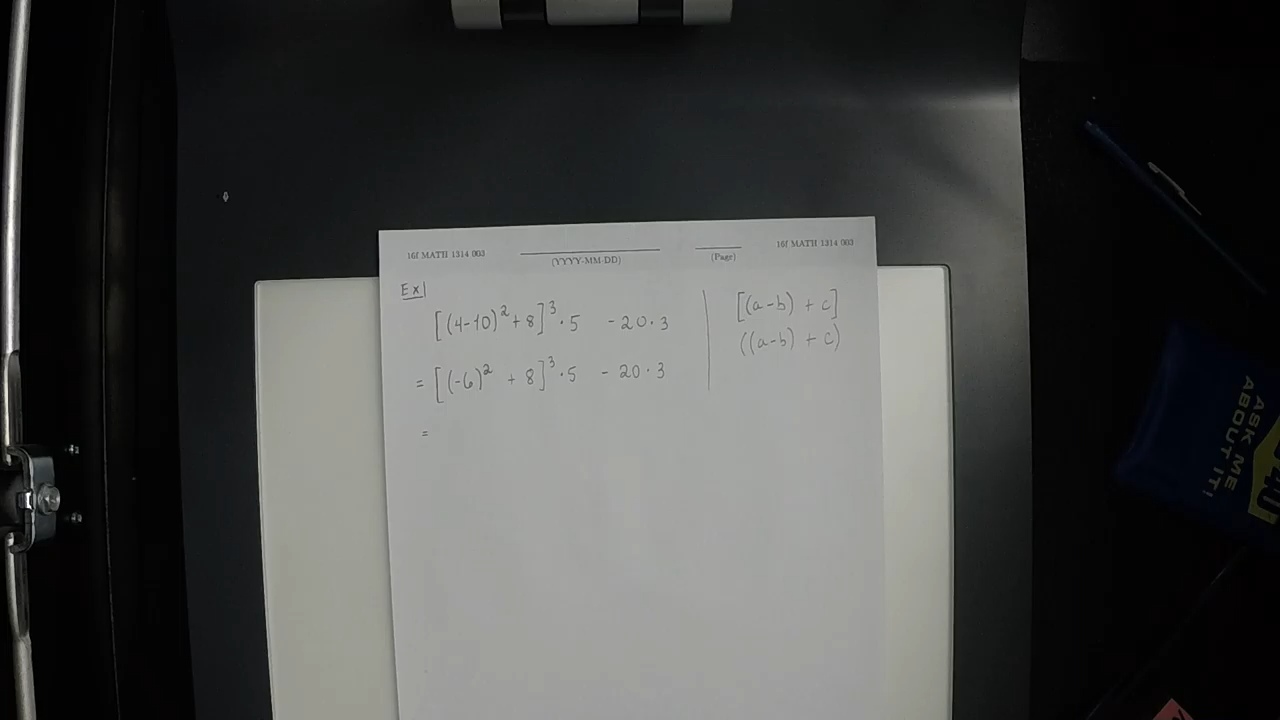 16f MATH 1314 003
(YYYY-MM-DD)
(Page)
16f MATH 1314 003
Ex 1
[(4-10)² + 8]³ · 5 - 20 · 3
= [(-6)² + 8]³ · 5 - 20 · 3
=
[(a-b) + c]
((a-b) + c)
ASK ME
ABOUT IT!